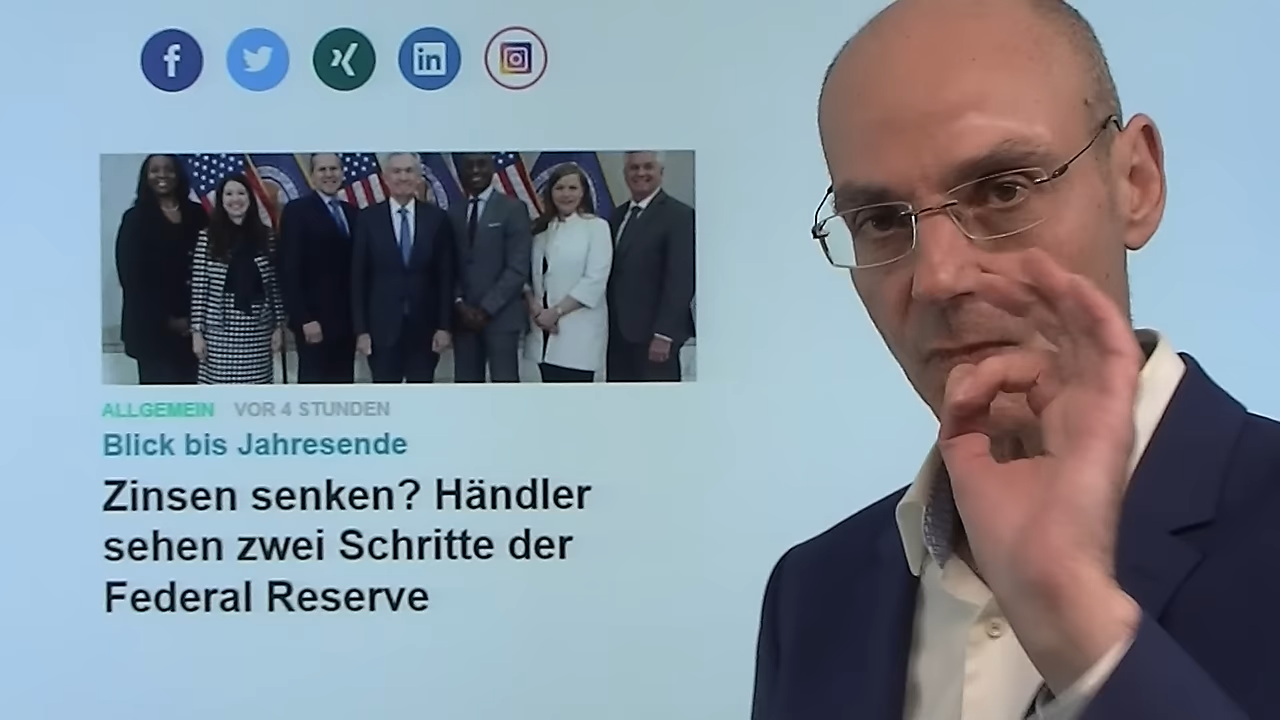 ALLGEMEIN VOR 4 STUNDEN
Blick bis Jahresende
Zinsen senken? Händler
sehen zwei Schritte der
Federal Reserve